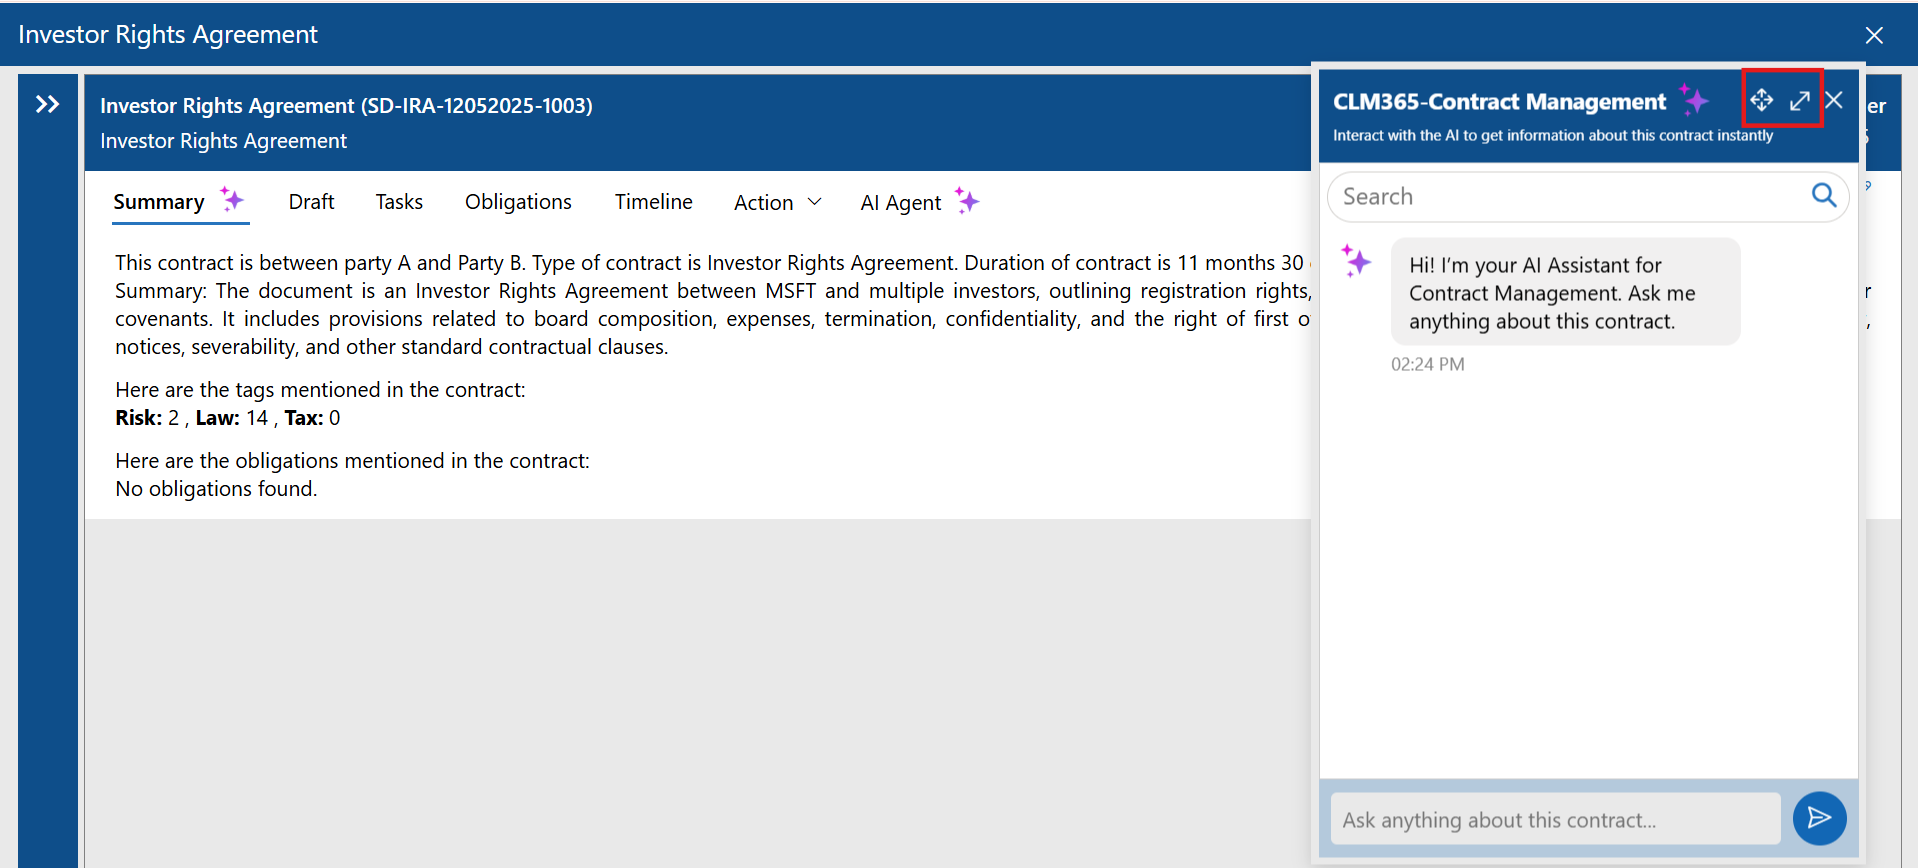 Investor Rights Agreement
Investor Rights Agreement (SD-IRA-12052025-1003)
Investor Rights Agreement
er
Summary
Draft
Tasks
Obligations
Timeline
Action
AI Agent
This contract is between party A and Party B. Type of contract is Investor Rights Agreement. Duration of contract is 11 months 30
Summary: The document is an Investor Rights Agreement between MSFT and multiple investors, outlining registration rights, r
covenants. It includes provisions related to board composition, expenses, termination, confidentiality, and the right of first o ,
notices, severability, and other standard contractual clauses.
Here are the tags mentioned in the contract:
Risk: 2 , Law: 14 , Tax: 0
Here are the obligations mentioned in the contract:
No obligations found.
CLM365-Contract Management
Interact with the AI to get information about this contract instantly
Search
Hi! I'm your AI Assistant for
Contract Management. Ask me
anything about this contract.
02:24 PM
Ask anything about this contract...